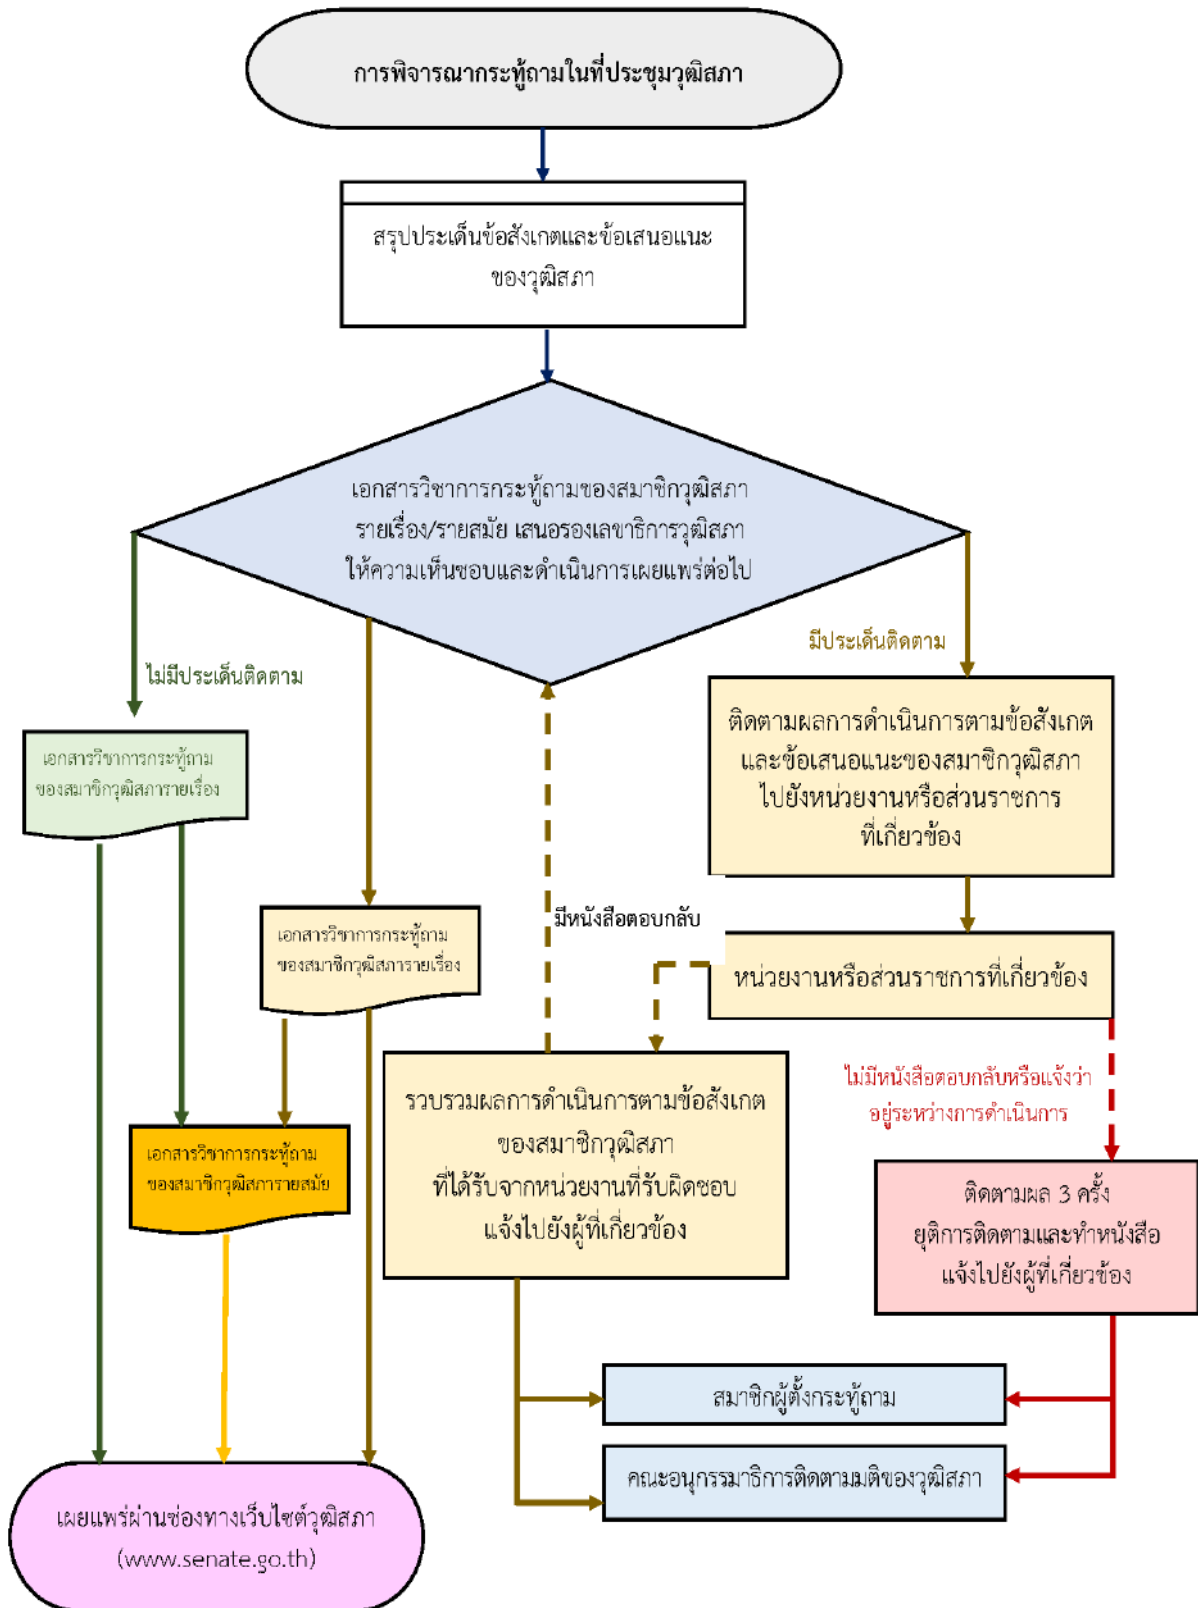 การพิจารณากระทู้ถามในที่ประชุมวุฒิสภา
สรุปประเด็นข้อสังเกตและข้อเสนอแนะ
ของวุฒิสภา
เอกสารวิชาการกระทู้ถามของสมาชิกวุฒิสภา
รายเรื่อง/รายสมัย เสนอรองเลขาธิการวุฒิสภา
ให้ความเห็นชอบและดำเนินการเผยแพร่ต่อไป
ไม่มีประเด็นติดตาม
มีประเด็นติดตาม
เอกสารวิชาการกระทู้ถาม
ของสมาชิกวุฒิสภารายเรื่อง
ติดตามผลการดำเนินการตามข้อสังเกต
และข้อเสนอแนะของสมาชิกวุฒิสภา
ไปยังหน่วยงานหรือส่วนราชการ
ที่เกี่ยวข้อง
เอกสารวิชาการกระทู้ถาม
ของสมาชิกวุฒิสภารายเรื่อง
มีหนังสือตอบกลับ
หน่วยงานหรือส่วนราชการที่เกี่ยวข้อง
ไม่มีหนังสือตอบกลับหรือแจ้งว่า
อยู่ระหว่างการดำเนินการ
รวบรวมผลการดำเนินการตามข้อสังเกต
ของสมาชิกวุฒิสภา
ที่ได้รับจากหน่วยงานที่รับผิดชอบ
แจ้งไปยังผู้ที่เกี่ยวข้อง
เอกสารวิชาการกระทู้ถาม
ของสมาชิกวุฒิสภารายสมัย
ติดตามผล 3 ครั้ง
ยุติการติดตามและทำหนังสือ
แจ้งไปยังผู้ที่เกี่ยวข้อง
สมาชิกผู้ตั้งกระทู้ถาม
คณะอนุกรรมาธิการติดตามมติของวุฒิสภา
เผยแพร่ผ่านช่องทางเว็บไซต์วุฒิสภา
(www.senate.go.th)